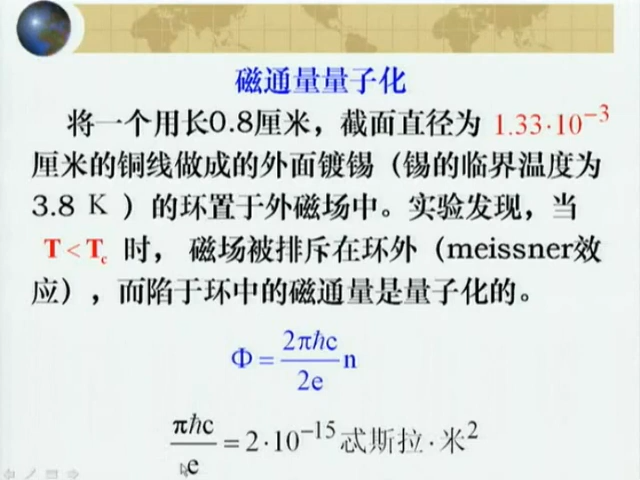 磁通量量子化
将一个用长0.8厘米，截面直径为 1.33·10⁻³
厘米的铜线做成的外面镀锡（锡的临界温度为
3.8 K ）的环置于外磁场中。实验发现，当
T < Tc 时， 磁场被排斥在环外（meissner效
应），而陷于环中的磁通量是量子化的。
Φ = 2πħc/2e n
πħc/e = 2·10⁻¹⁵ 忒斯拉·米²